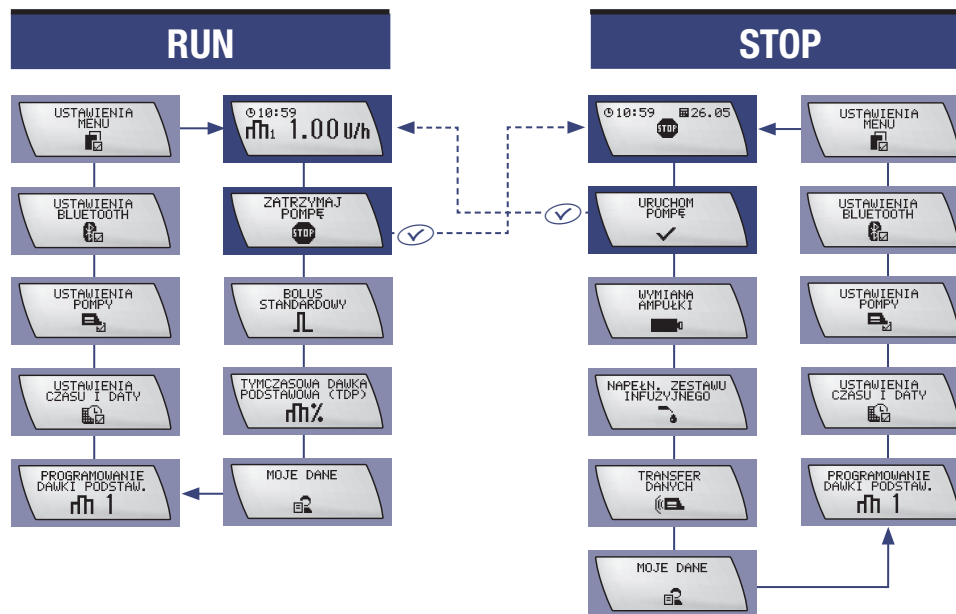 RUN
USTAWIENIA
MENU
10:59
1 1.00 U/h
USTAWIENIA
BLUETOOTH
ZATRZYMAJ
POMPĘ
STOP
USTAWIENIA
POMPY
BOLUS
STANDARDOWY
USTAWIENIA
CZASU I DATY
TYMCZASOWA DAWKA
PODSTAWOWA (TDP)
%
PROGRAMOWANIE
DAWKI PODSTAW.
1
MOJE DANE
STOP
10:59 26.05
STOP
USTAWIENIA
MENU
URUCHOM
POMPĘ
USTAWIENIA
BLUETOOTH
WYMIANA
AMPUŁKI
USTAWIENIA
POMPY
NAPEŁN. ZESTAWU
INFUZYJNEGO
USTAWIENIA
CZASU I DATY
TRANSFER
DANYCH
PROGRAMOWANIE
DAWKI PODSTAW.
1
MOJE DANE